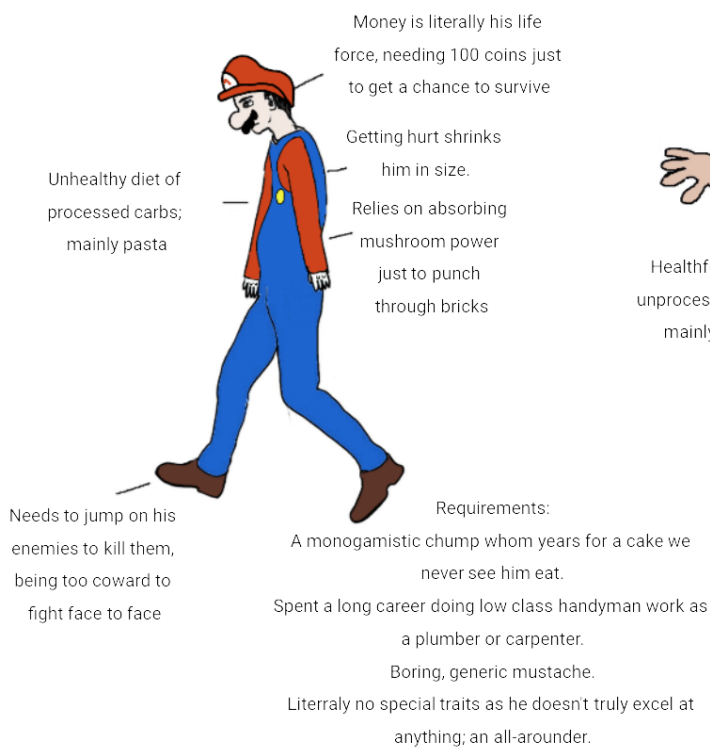 Money is literally his life
force, needing 100 coins just
to get a chance to survive
Getting hurt shrinks
him in size.
Unhealthy diet of
processed carbs;
mainly pasta
Relies on absorbing
mushroom power
just to punch
through bricks
Healthf
unproces
mainly
Needs to jump on his
enemies to kill them,
being too coward to
fight face to face
Requirements:
A monogamistic chump whom years for a cake we
never see him eat.
Spent a long career doing low class handyman work as
a plumber or carpenter.
Boring, generic mustache.
Literraly no special traits as he doesn't truly excel at
anything; an all-arounder.